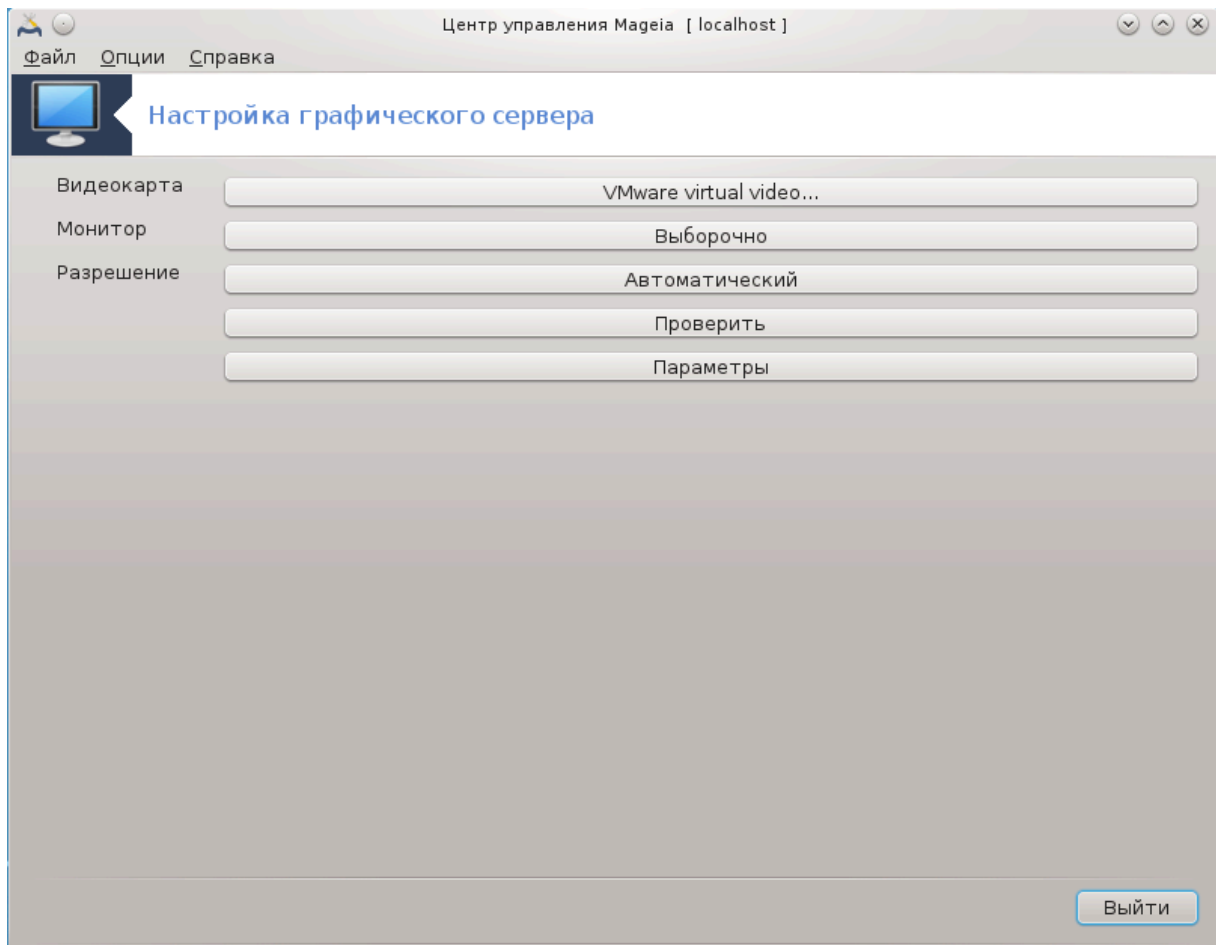 Центр управления Mageia [ localhost ]
Файл Опции Справка
Настройка графического сервера
Видеокарта VMware virtual video...
Монитор Выборочно
Разрешение Автоматический
Проверить
Параметры
Выйти